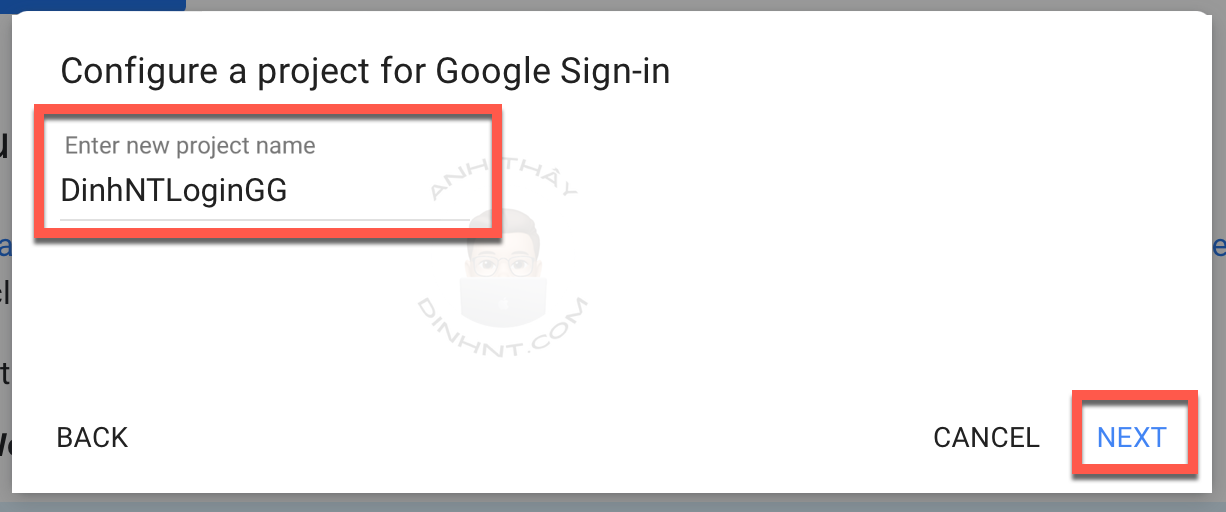 Configure a project for Google Sign-in
Enter new project name
DinhNTLoginGG
ANH THẦY
DINHNT.COM
BACK
CANCEL
NEXT